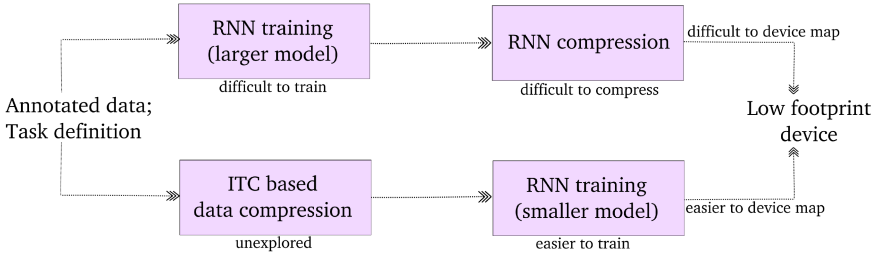 RNN training
(larger model)
difficult to train
RNN compression
difficult to compress
difficult to device map
Annotated data;
Task definition
Low footprint
device
ITC based
data compression
unexplored
RNN training
(smaller model)
easier to train
easier to device map